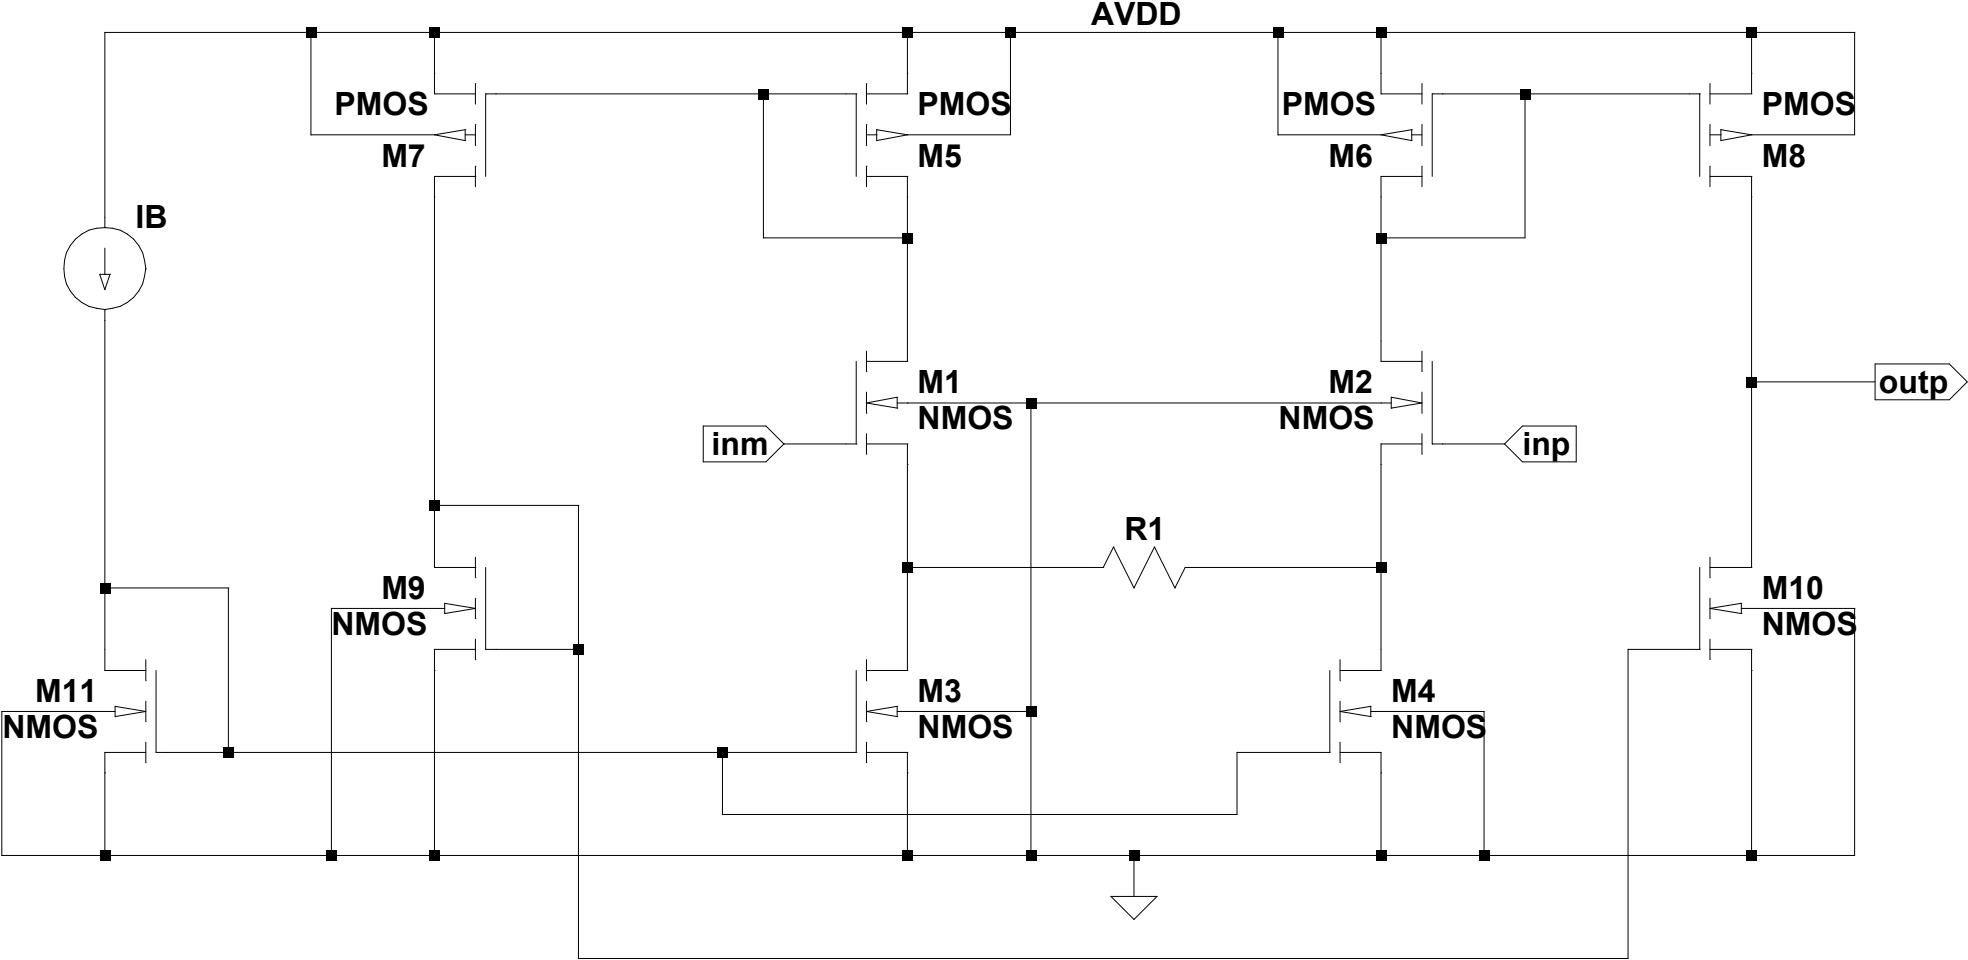 AVDD
PMOS
M7
PMOS
M5
PMOS
M6
PMOS
M8
IB
M1
NMOS
M2
NMOS
outp
inm
inp
R1
M9
NMOS
M10
NMOS
M11
NMOS
M3
NMOS
M4
NMOS